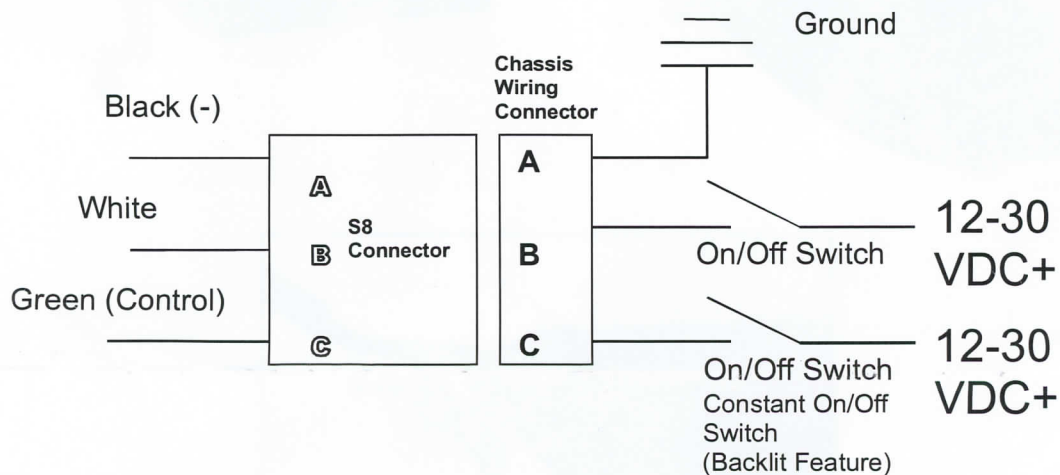 Ground
Chassis
Wiring
Connector
Black (-)
A
A
White
S8
Connector
B
B
On/Off Switch
12-30
VDC+
Green (Control)
C
C
On/Off Switch
Constant On/Off
Switch
(Backlit Feature)
12-30
VDC+